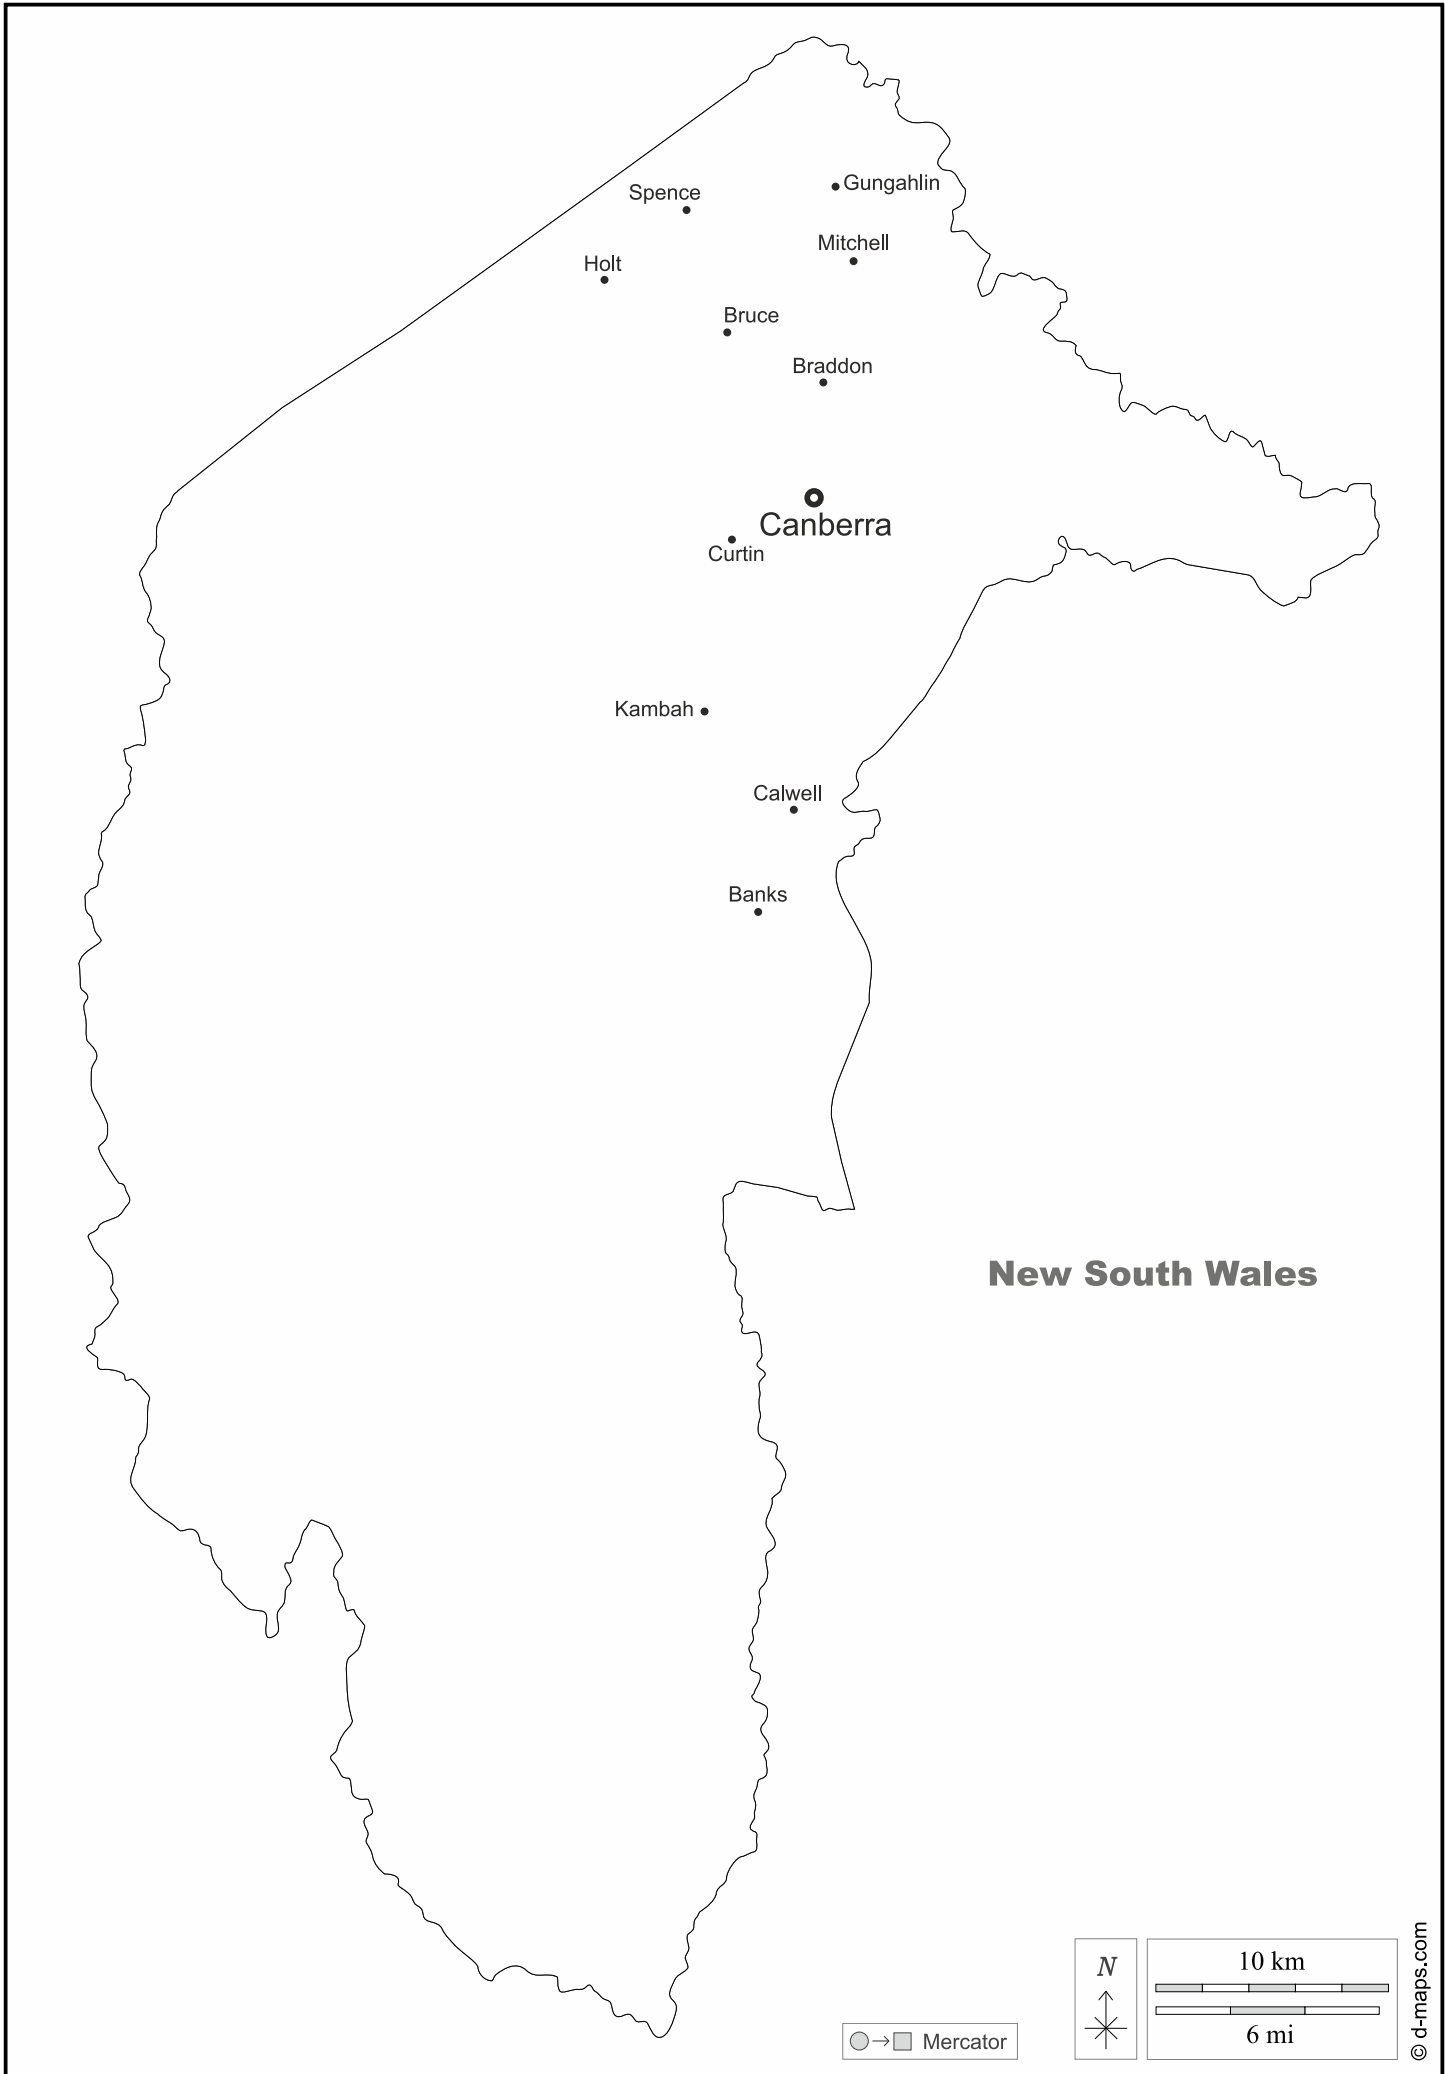 Gungahlin
Spence
Mitchell
Holt
Bruce
Braddon
Canberra
Curtin
Kambah
Calwell
Banks
New South Wales
N
10 km
6 mi
Mercator
© d-maps.com